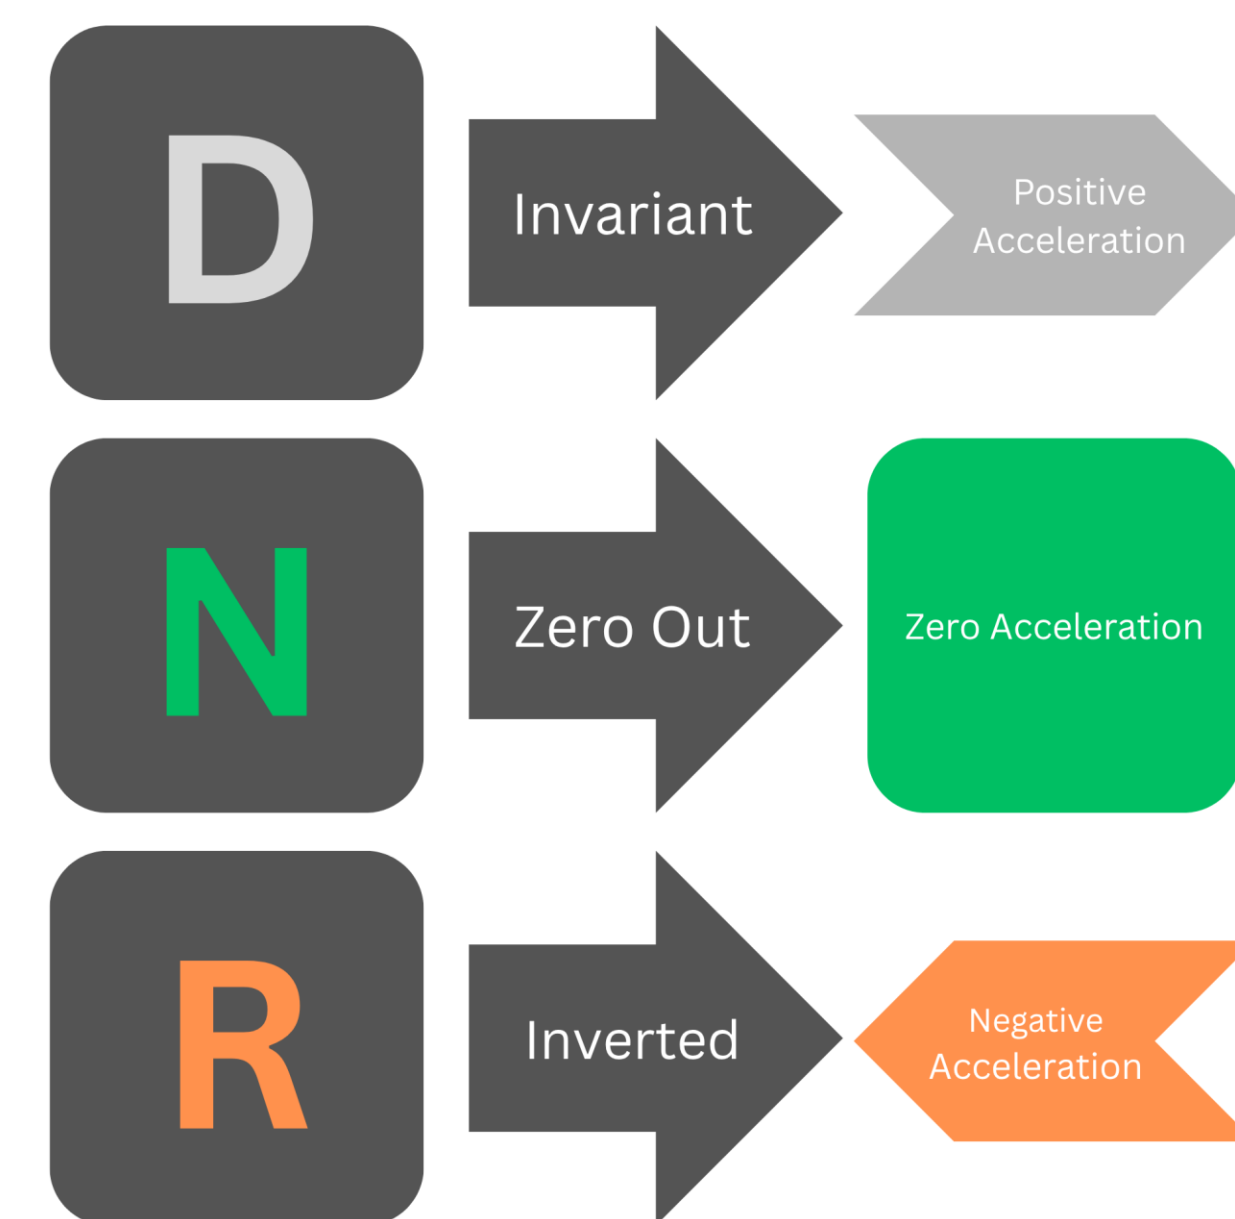 D
Invariant
Positive
Acceleration
N
Zero Out
Zero Acceleration
R
Inverted
Negative
Acceleration